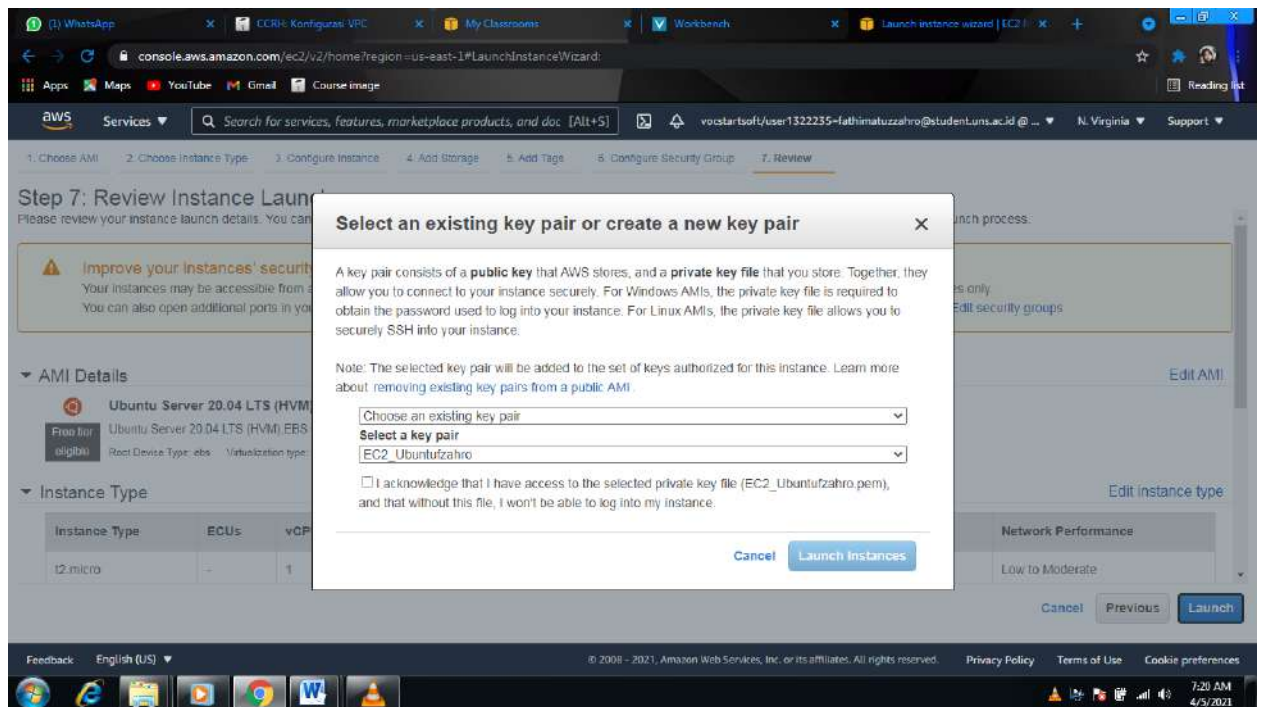 (1) WhatsApp
CCRH: Konfigurasi VPC
My Classrooms
Workbench
Launch instance wizard | EC2
console.aws.amazon.com/ec2/v2/home?region=us-east-1#LaunchInstanceWizard:
Apps Maps YouTube Gmail Course image Reading list
aws Services Search for services, features, marketplace products, and doc [Alt+S] vocstartsoft/user1322235=fathimatuzzahro@student.uns.ac.id @ ... N. Virginia Support
1. Choose AMI 2. Choose Instance Type 3. Configure Instance 4. Add Storage 5. Add Tags 6. Configure Security Group 7. Review
Step 7: Review Instance
Please review your instance launch details. You can
unch process.
Improve your instances' security
Your instances may be accessible from
es only.
You can also open additional ports in you
Edit security groups
AMI Details
Edit AMI
Ubuntu Server 20.04 LTS (HVM
Free tier eligible
Ubuntu Server 20.04 LTS (HVM),EBS
Root Device Type: ebs Virtualization type:
Instance Type
Edit instance type
Instance Type ECUs vCP Network Performance
t2.micro - 1 Low to Moderate
Select an existing key pair or create a new key pair
A key pair consists of a public key that AWS stores, and a private key file that you store. Together, they
allow you to connect to your instance securely. For Windows AMIs, the private key file is required to
obtain the password used to log into your instance. For Linux AMIs, the private key file allows you to
securely SSH into your instance.
Note: The selected key pair will be added to the set of keys authorized for this instance. Learn more
about removing existing key pairs from a public AMI .
Choose an existing key pair
Select a key pair
EC2_Ubuntufzahro
I acknowledge that I have access to the selected private key file (EC2_Ubuntufzahro.pem),
and that without this file, I won't be able to log into my instance.
Cancel Launch Instances
Cancel Previous Launch
Feedback English (US) © 2008 - 2021, Amazon Web Services, Inc. or its affiliates. All rights reserved. Privacy Policy Terms of Use Cookie preferences
7:20 AM
4/5/2021